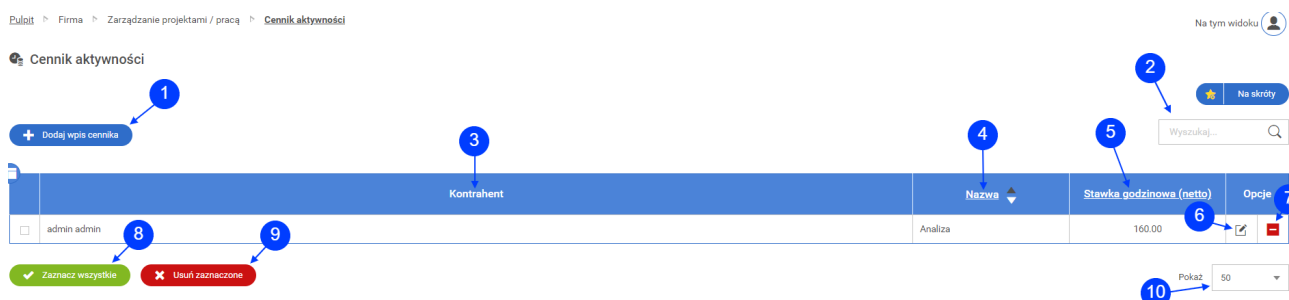 Pulpit Firma Zarządzanie projektami / pracą Cennik aktywności
Na tym widoku
Cennik aktywności
2
1
Na skróty
Dodaj wpis cennika
Wyszukaj...
3
4
5
Kontrahent Nazwa Stawka godzinowa (netto) Opcje
7
6
admin admin Analiza 160.00
8
9
Zaznacz wszystkie Usuń zaznaczone Pokaż 50
10